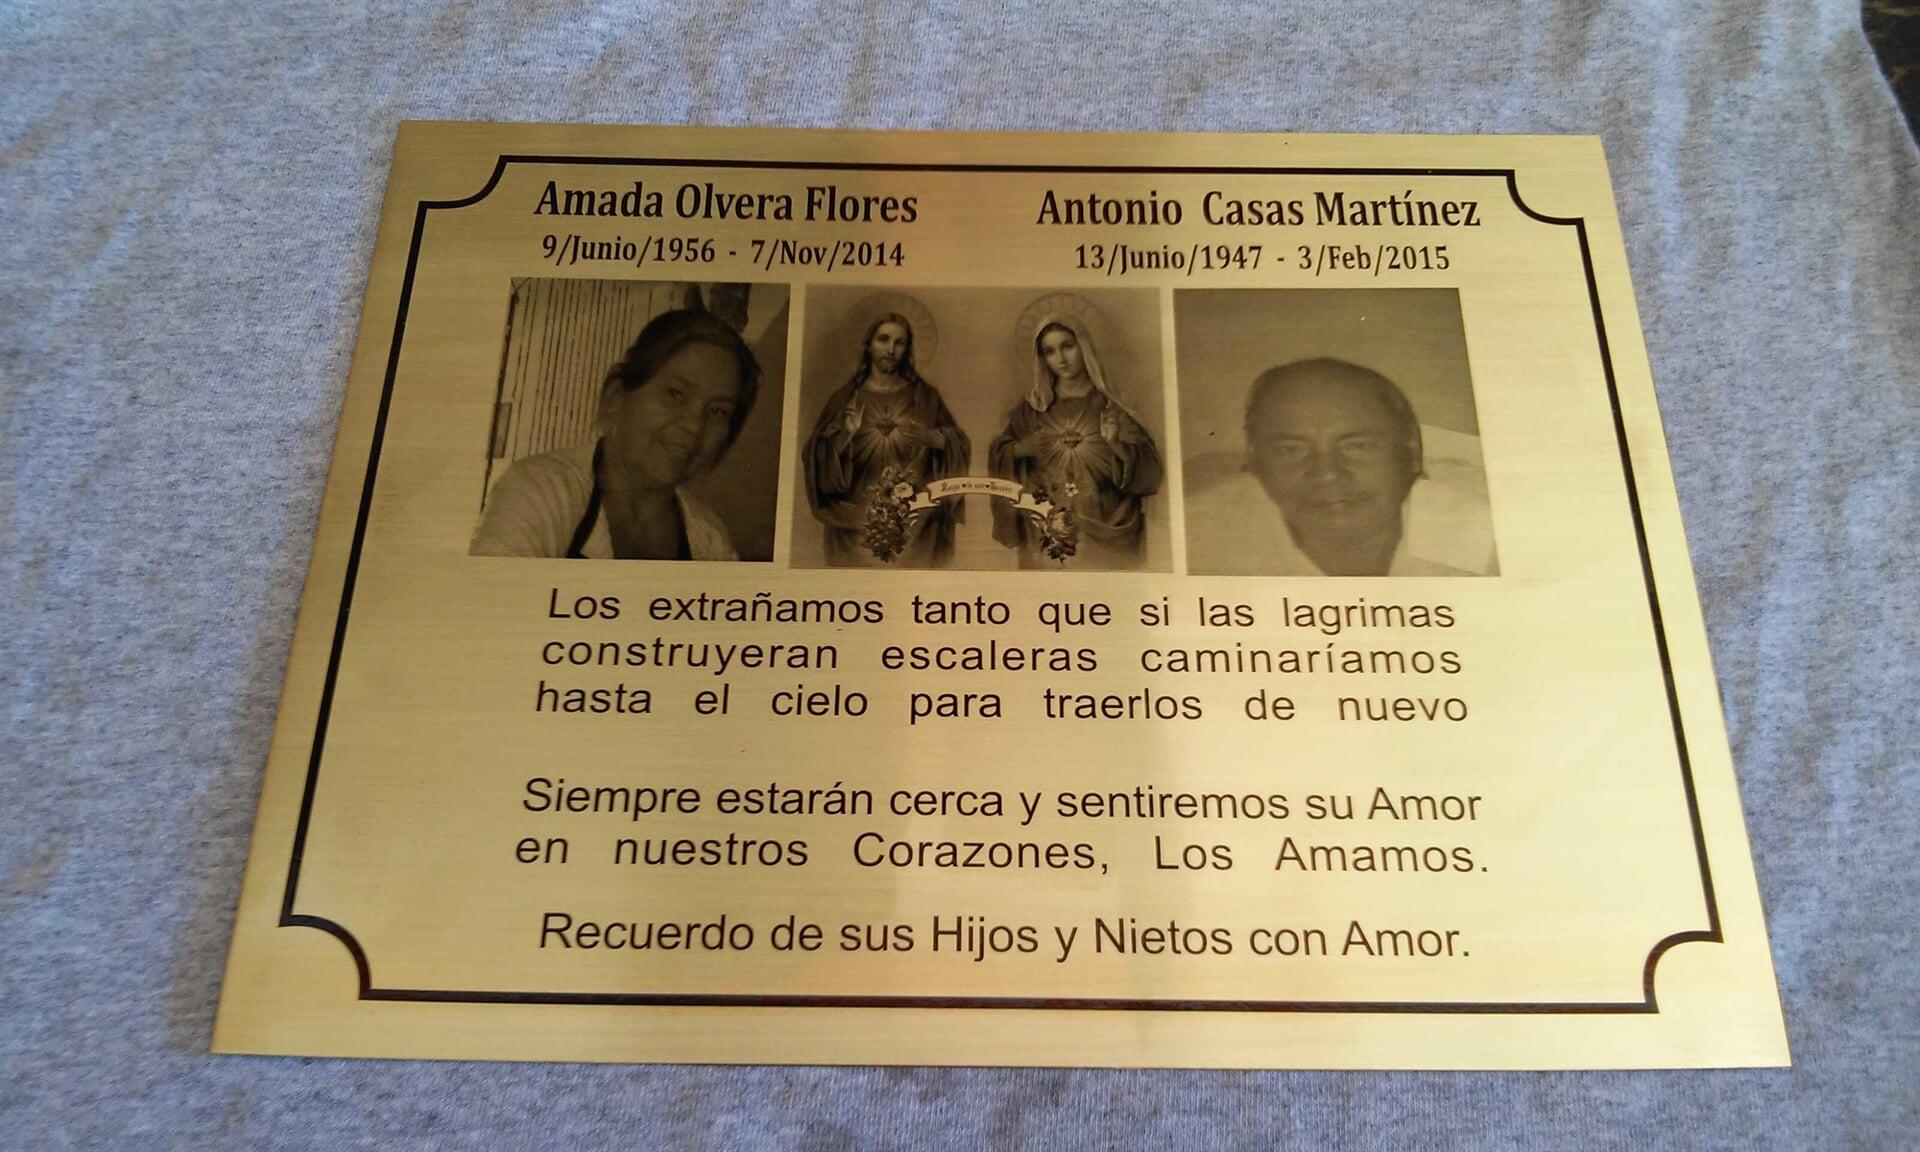 Amada Olvera Flores
9/Junio/1956 - 7/Nov/2014
Antonio Casas Martínez
13/Junio/1947 - 3/Feb/2015
Los extrañamos tanto que si las lagrimas
construyeran escaleras caminaríamos
hasta el cielo para traerlos de nuevo
Siempre estarán cerca y sentiremos su Amor
en nuestros Corazones, Los Amamos.
Recuerdo de sus Hijos y Nietos con Amor.